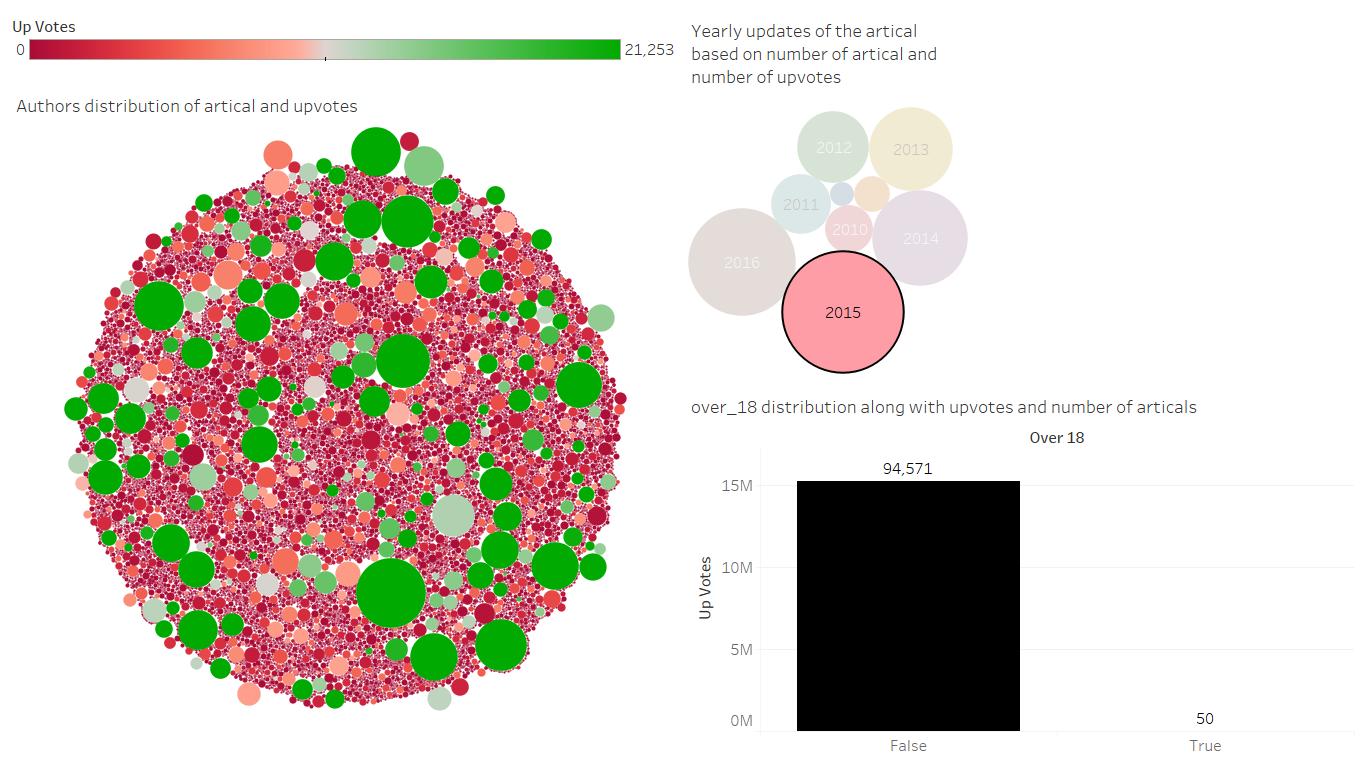 Up Votes
0 21,253
Authors distribution of artical and upvotes
Yearly updates of the artical
based on number of artical and
number of upvotes
2012
2013
2011
2010
2014
2016
2015
over_18 distribution along with upvotes and number of articals
Over 18
94,571
15M
10M
Up Votes
5M
50
0M
False True